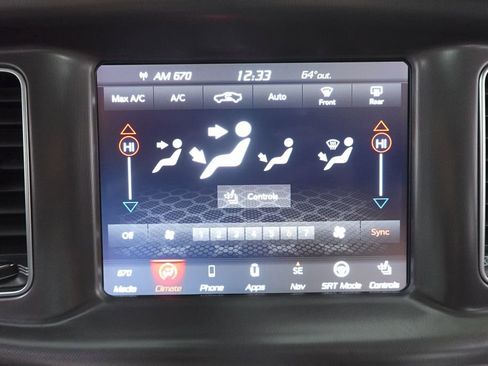 AM 670 12:33 64° out.
Max A/C A/C Auto Front Rear
HI HI
Controls
Off 1 2 3 4 5 6 7 Sync
670 SE
Media Climate Phone Apps Nav SRT Mode Controls